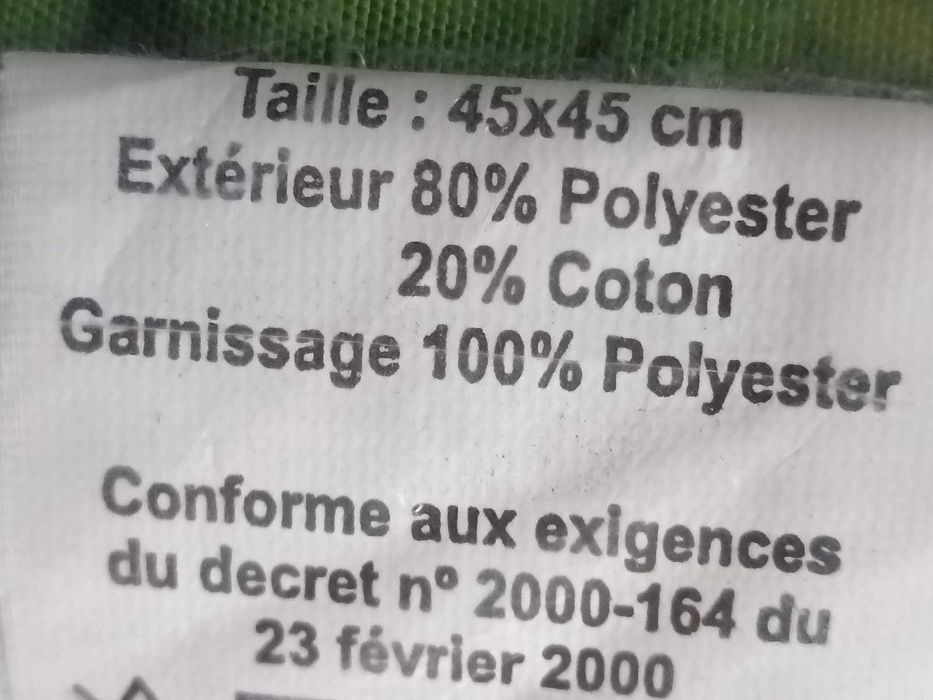 Taille : 45x45 cm
Extérieur 80% Polyester
20% Coton
Garnissage 100% Polyester
Conforme aux exigences
du decret nº 2000-164 du
23 février 2000